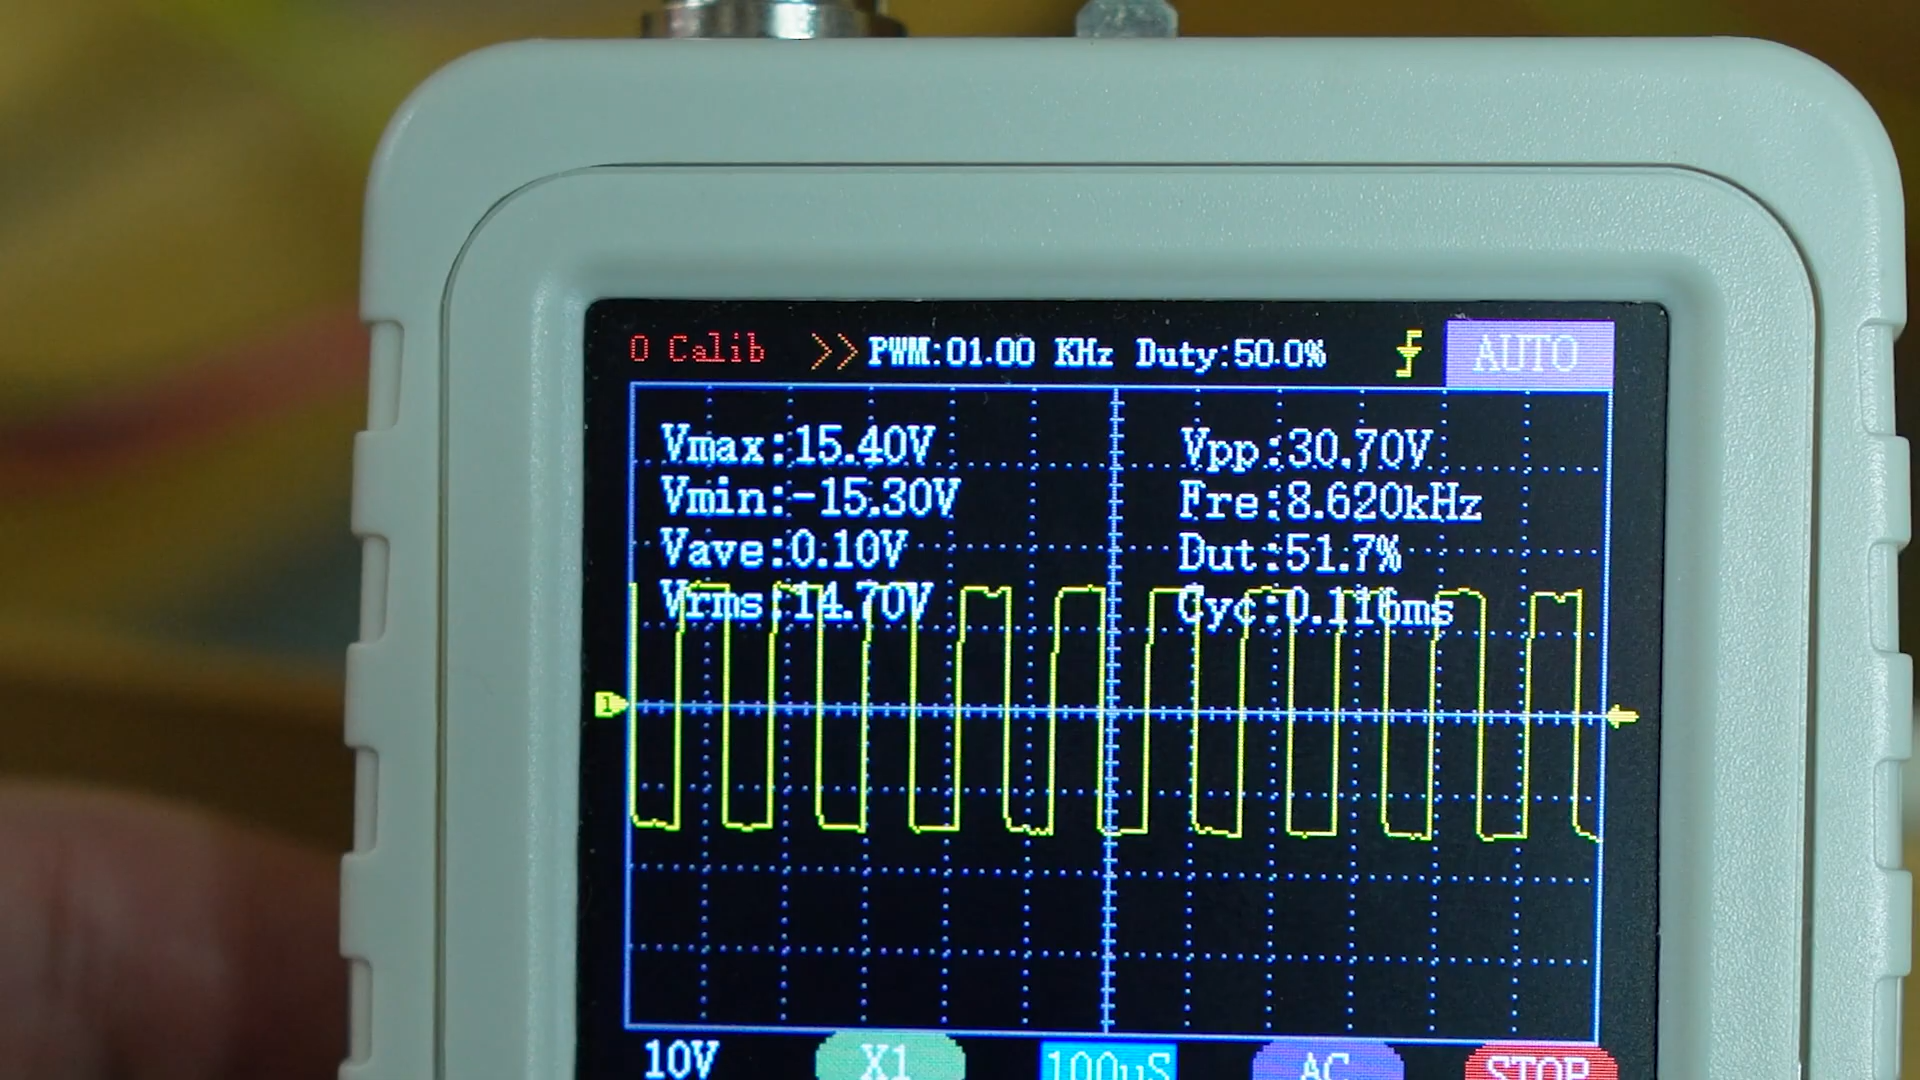 O Calib >> PWM:01.00 KHz Duty:50.0% AUTO
Vmax:15.40V Vpp:30.70V
Vmin:-15.30V Fre:8.620kHz
Vave:0.10V Dut:51.7%
Vrms:14.70V Cyc:0.116ms
1
10V X1 100uS AC STOP